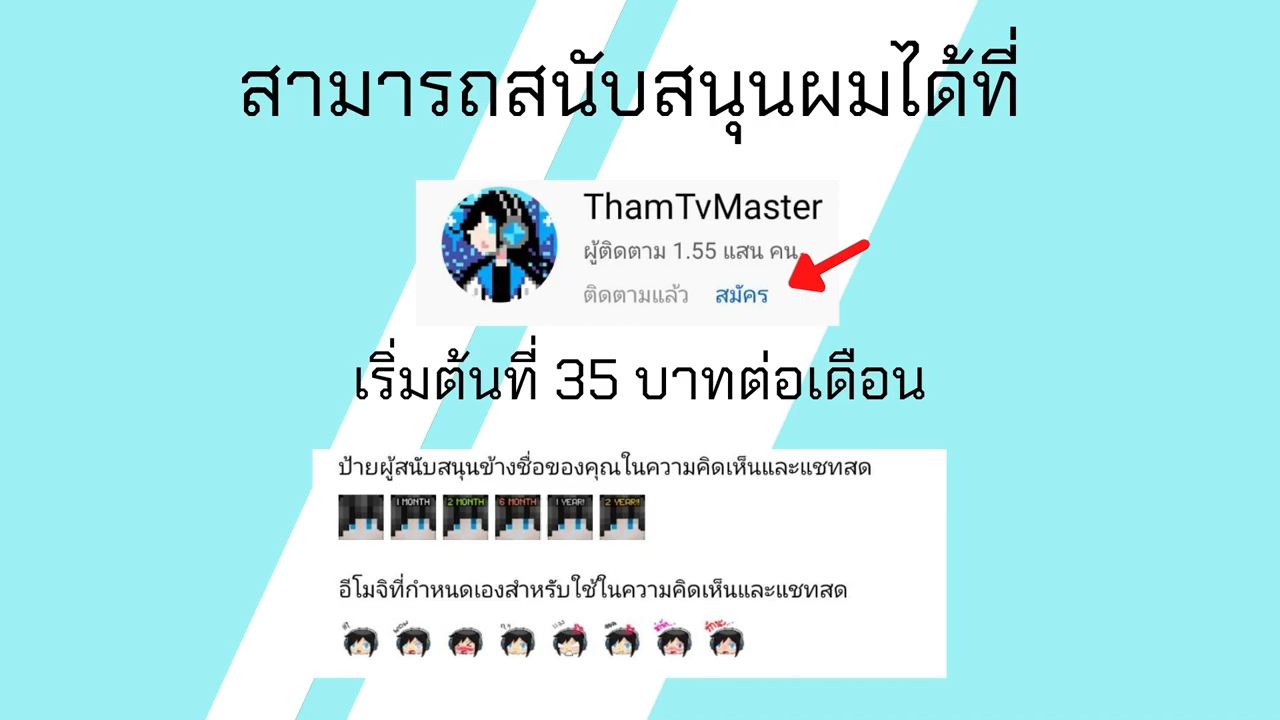 สามารถสนับสนุนผมได้ที่
ThamTvMaster
ผู้ติดตาม 1.55 แสน คน
ติดตามแล้ว สมัคร
เริ่มต้นที่ 35 บาทต่อเดือน
ป้ายผู้สนับสนุนข้างชื่อของคุณในความคิดเห็นและแชทสด
1 MONTH 2 MONTH 6 MONTH 1 YEAR! 2 YEAR!!
อีโมจิที่กำหนดเองสำหรับใช้ในความคิดเห็นและแชทสด